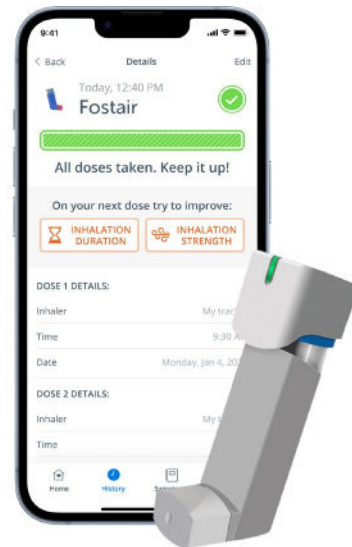 9:41
Back
Details
Edit
Today, 12:40 PM
Fostair
All doses taken. Keep it up!
On your next dose try to improve:
INHALATION
DURATION
INHALATION
STRENGTH
DOSE 1 DETAILS:
Inhaler My
Time 9:30
Date Monday, Jan 4,
DOSE 2 DETAILS:
Inhaler My
Time
Home
History